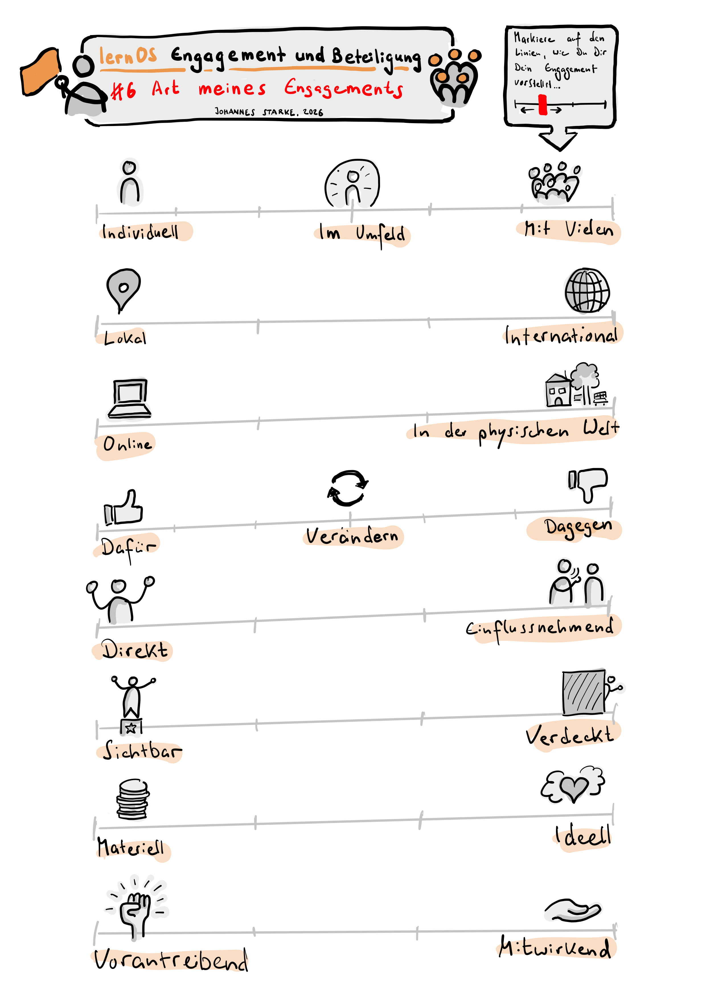 lernOS Engagement und Beteiligung
#6 Art meines Engagements
JOHANNES STARKE, 2026
Markiere auf den
Linien, wie Du Dir
Dein Engagement
vorstellst...
Individuell
Im Umfeld
Mit Vielen
Lokal
International
Online
In der physischen Welt
Dafür
Verändern
Dagegen
Direkt
Einflussnehmend
Sichtbar
Verdeckt
Materiell
Ideell
Vorantreibend
Mitwirkend